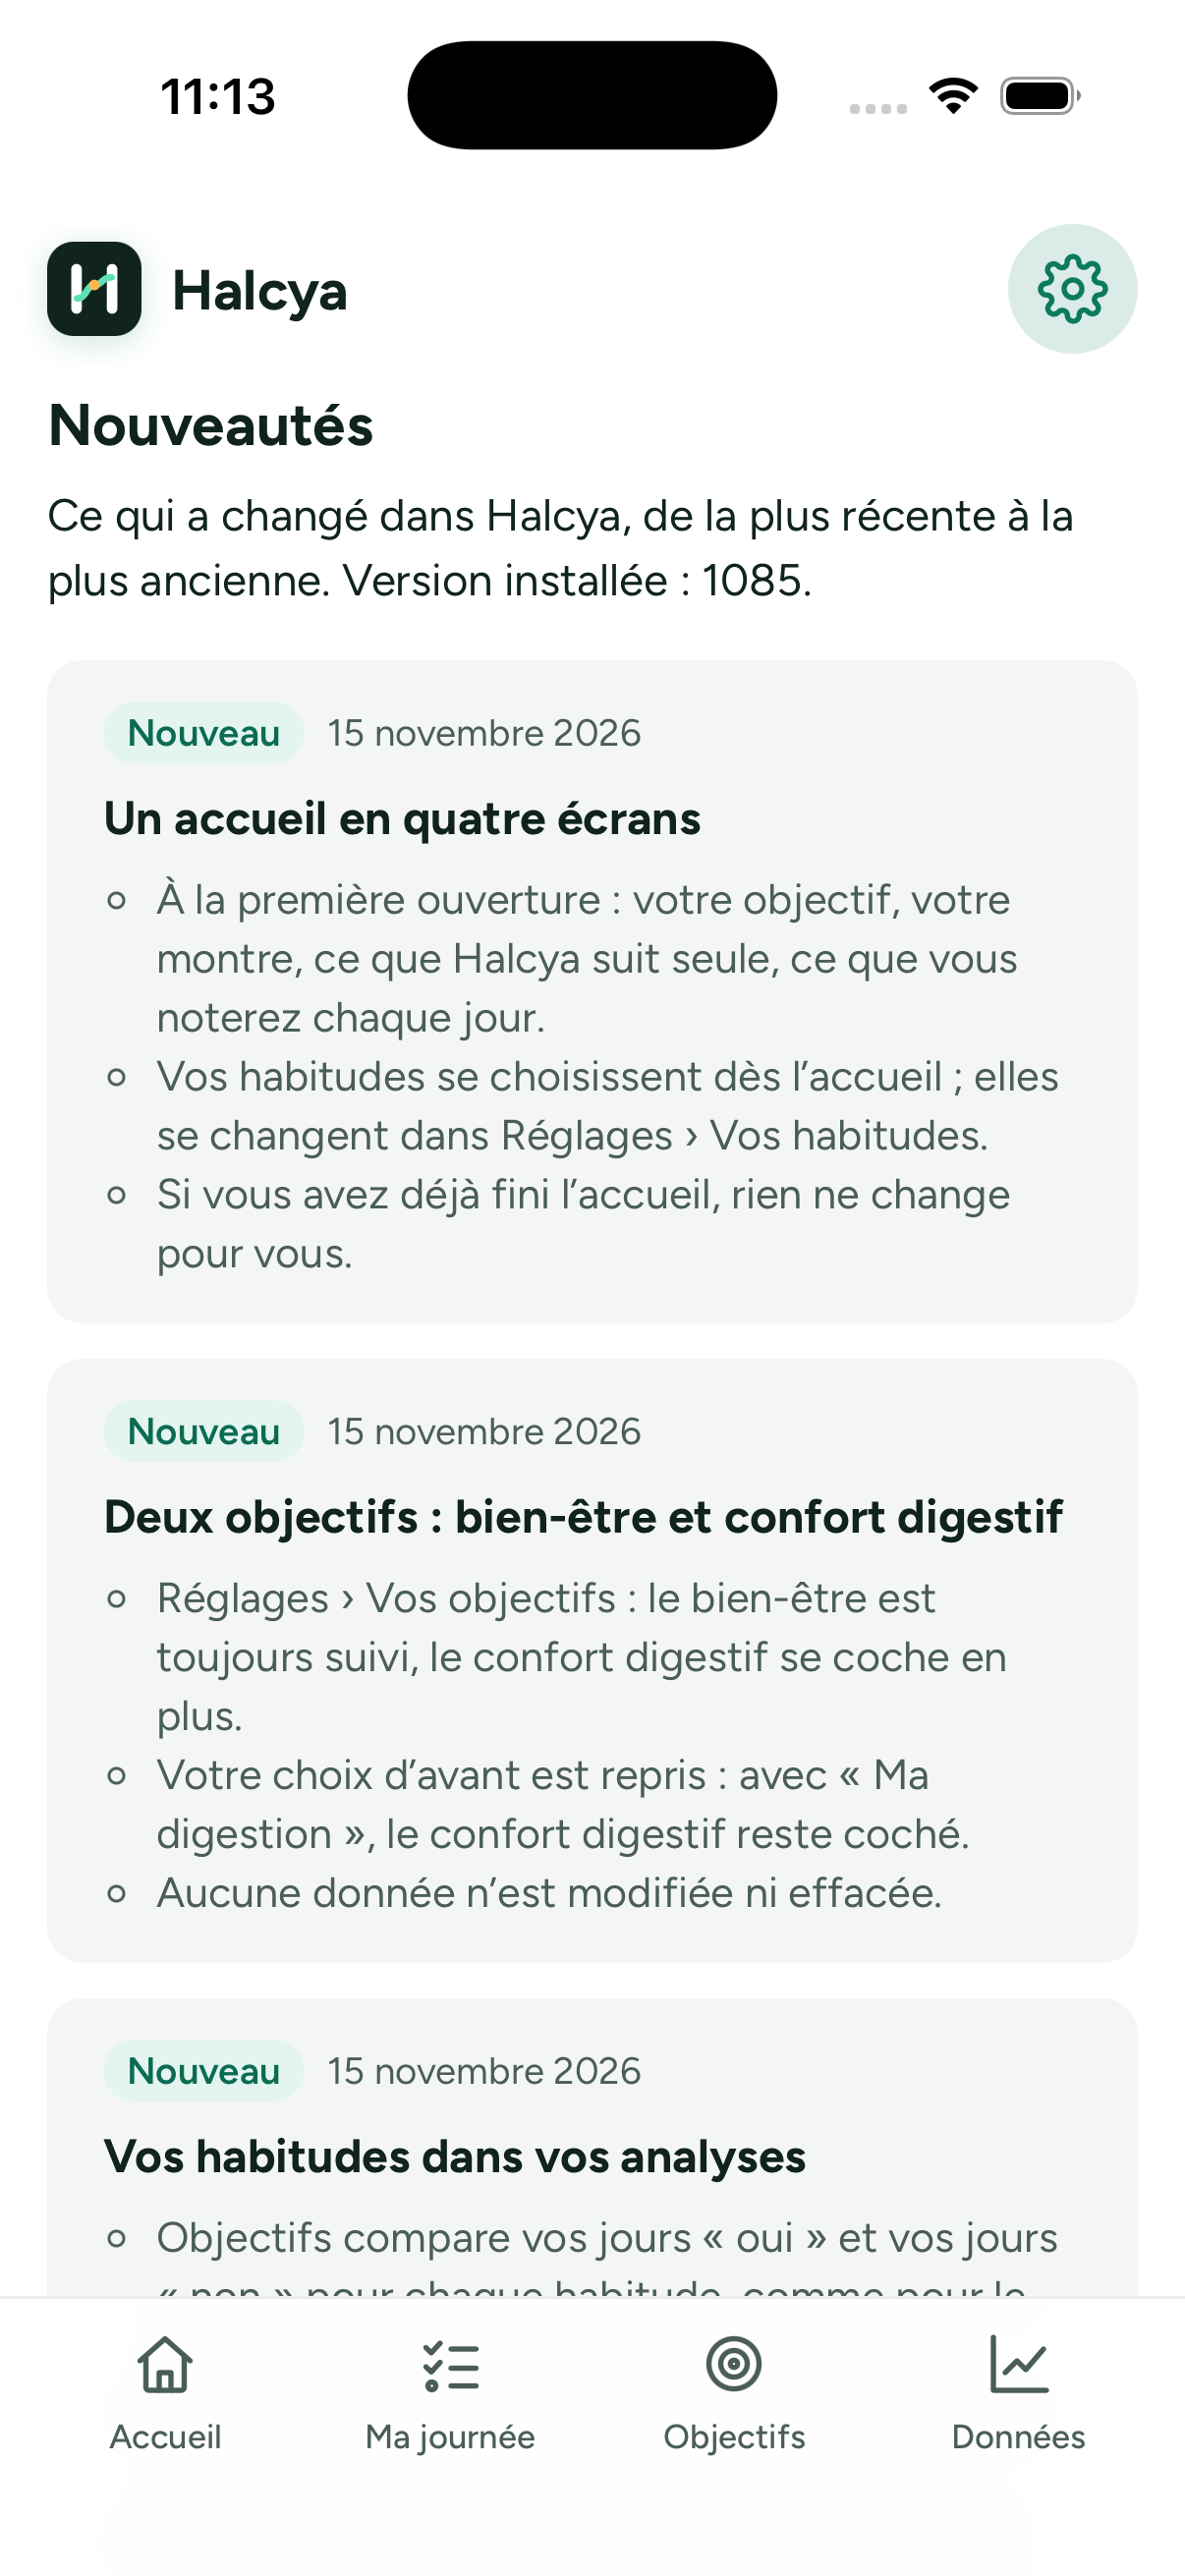 11:13
Halcya
Nouveautés
Ce qui a changé dans Halcya, de la plus récente à la
plus ancienne. Version installée : 1085.
Nouveau 15 novembre 2026
Un accueil en quatre écrans
À la première ouverture : votre objectif, votre
montre, ce que Halcya suit seule, ce que vous
noterez chaque jour.
Vos habitudes se choisissent dès l’accueil ; elles
se changent dans Réglages › Vos habitudes.
Si vous avez déjà fini l’accueil, rien ne change
pour vous.
Nouveau 15 novembre 2026
Deux objectifs : bien-être et confort digestif
Réglages › Vos objectifs : le bien-être est
toujours suivi, le confort digestif se coche en
plus.
Votre choix d’avant est repris : avec « Ma
digestion », le confort digestif reste coché.
Aucune donnée n’est modifiée ni effacée.
Nouveau 15 novembre 2026
Vos habitudes dans vos analyses
Objectifs compare vos jours « oui » et vos jours
« non » pour chaque habitude, comme pour le
Accueil
Ma journée
Objectifs
Données